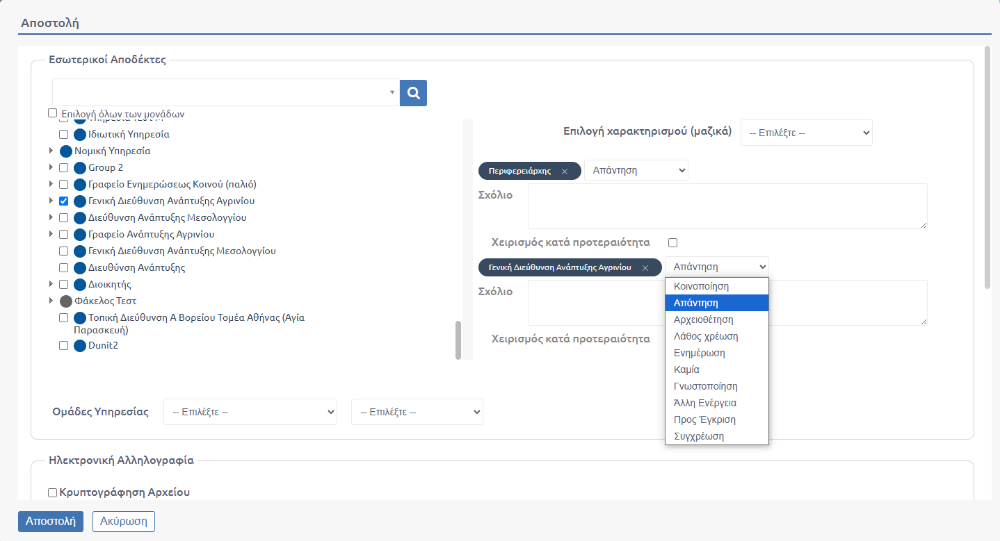 Αποστολή
Εσωτερικοί Αποδέκτες
Επιλογή όλων των μονάδων
Ιδιωτική Υπηρεσία
Νομική Υπηρεσία
Group 2
Γραφείο Ενημερώσεως Κοινού (παλιό)
Γενική Διεύθυνση Ανάπτυξης Αγρινίου
Διεύθυνση Ανάπτυξης Μεσολογγίου
Γραφείο Ανάπτυξης Αγρινίου
Γενική Διεύθυνση Ανάπτυξης Μεσολογγίου
Διευθύνση Ανάπτυξης
Διοικητής
Φάκελος Τεστ
Τοπική Διεύθυνση Α Βορείου Τομέα Αθήνας (Αγία
Παρασκευή)
Dunit2
Επιλογή χαρακτηρισμού (μαζικά) -- Επιλέξτε --
Περιφερειάρχης × Απάντηση
Σχόλιο
Χειρισμός κατά προτεραιότητα
Γενική Διεύθυνση Ανάπτυξης Αγρινίου × Απάντηση
Σχόλιο
Χειρισμός κατά προτεραιότητα
Κοινοποίηση
Απάντηση
Αρχειοθέτηση
Λάθος χρέωση
Ενημέρωση
Καμία
Γνωστοποίηση
Άλλη Ενέργεια
Προς Έγκριση
Συγχρέωση
Ομάδες Υπηρεσίας -- Επιλέξτε -- -- Επιλέξτε --
Ηλεκτρονική Αλληλογραφία
Κρυπτογράφηση Αρχείου
Αποστολή Ακύρωση